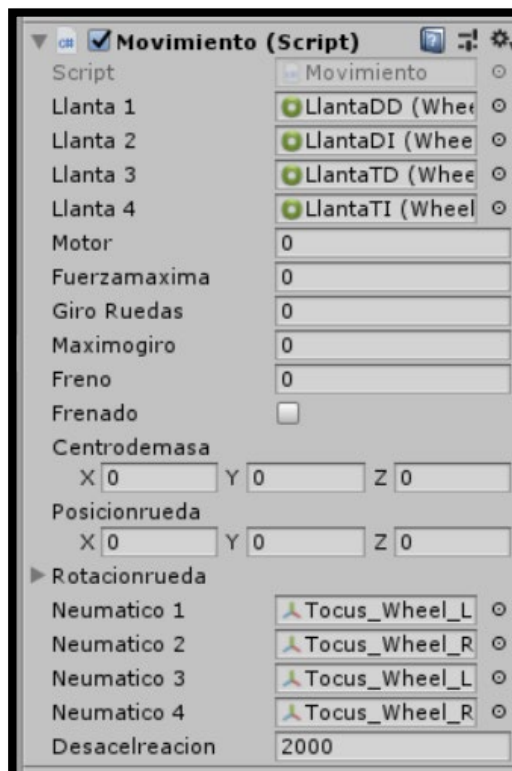 Movimiento (Script)
Script Movimiento
Llanta 1 LlantaDD (Whee
Llanta 2 LlantaDI (Whee
Llanta 3 LlantaTD (Whee
Llanta 4 LlantaTI (Wheel
Motor 0
Fuerzamaxima 0
Giro Ruedas 0
Maximogiro 0
Freno 0
Frenado
Centrodemasa
X 0 Y 0 Z 0
Posicionrueda
X 0 Y 0 Z 0
Rotacionrueda
Neumatico 1 Tocus_Wheel_L
Neumatico 2 Tocus_Wheel_R
Neumatico 3 Tocus_Wheel_L
Neumatico 4 Tocus_Wheel_R
Desacelreacion 2000